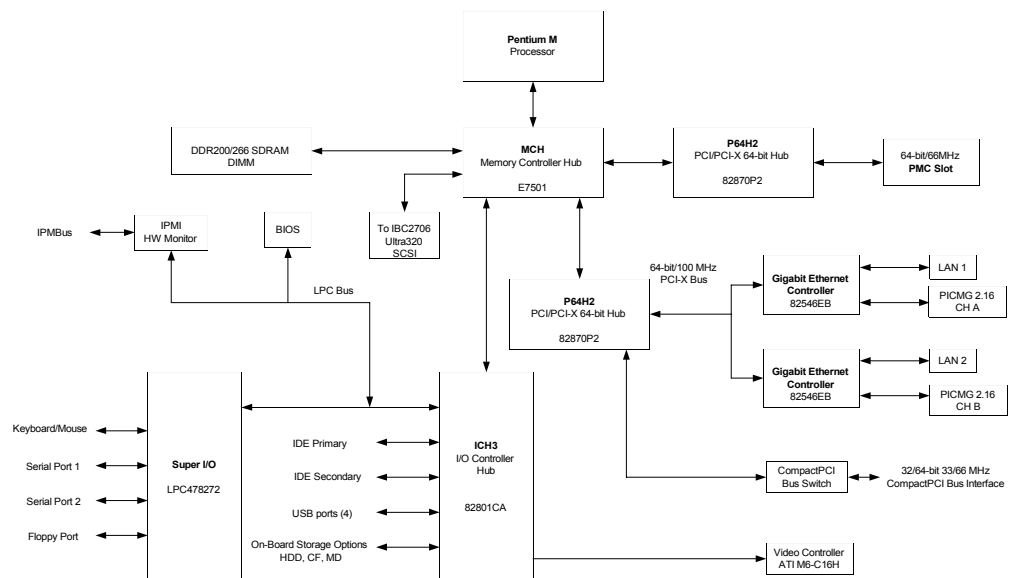 Pentium M
Processor
DDR200/266 SDRAM
DIMM
MCH
Memory Controller Hub
E7501
P64H2
PCI/PCI-X 64-bit Hub
82870P2
64-bit/66MHz
PMC Slot
IPMBus
IPMI
HW Monitor
BIOS
To IBC2706
Ultra320
SCSI
LPC Bus
P64H2
PCI/PCI-X 64-bit Hub
82870P2
64-bit/100 MHz
PCI-X Bus
Gigabit Ethernet
Controller
82546EB
LAN 1
PICMG 2.16
CH A
Gigabit Ethernet
Controller
82546EB
LAN 2
PICMG 2.16
CH B
Keyboard/Mouse
Serial Port 1
Serial Port 2
Floppy Port
Super I/O
LPC478272
IDE Primary
IDE Secondary
USB ports (4)
On-Board Storage Options
HDD, CF, MD
ICH3
I/O Controller
Hub
82801CA
CompactPCI
Bus Switch
32/64-bit 33/66 MHz
CompactPCI Bus Interface
Video Controller
ATI M6-C16H